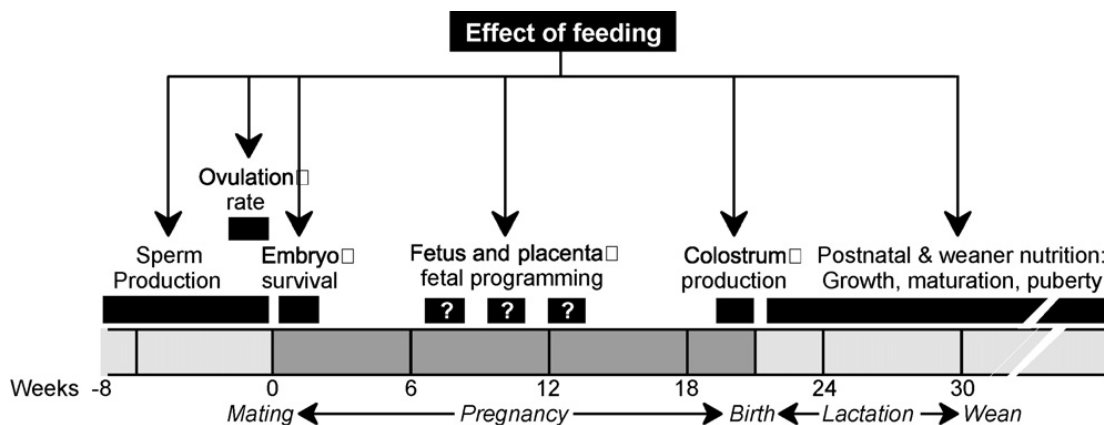 Effect of feeding
Ovulation
rate
Sperm
Production
Embryo
survival
Fetus and placenta
fetal programming
Colostrum
production
Postnatal & weaner nutrition:
Growth, maturation, puberty
? ? ?
Weeks -8 0 6 12 18 24 30
Mating Pregnancy Birth Lactation Wean